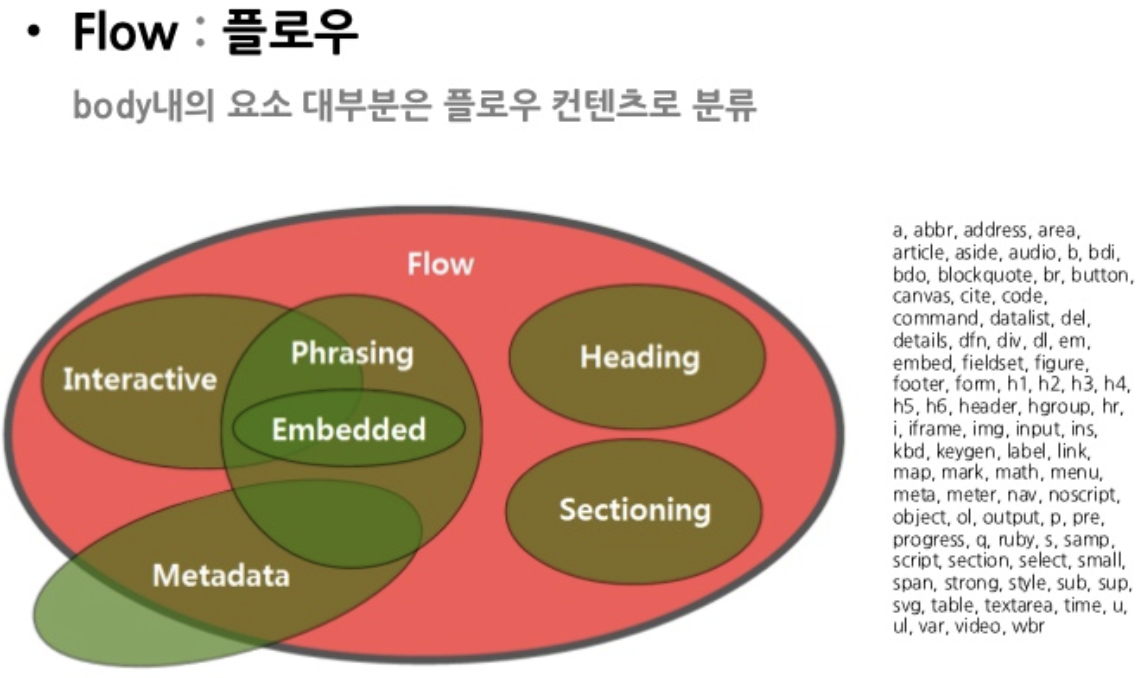 • Flow : 플로우
body내의 요소 대부분은 플로우 컨텐츠로 분류
Flow
Phrasing
Interactive
Embedded
Metadata
Heading
Sectioning
a, abbr, address, area,
article, aside, audio, b, bdi,
bdo, blockquote, br, button,
canvas, cite, code,
command, datalist, del,
details, dfn, div, dl, em,
embed, fieldset, figure,
footer, form, h1, h2, h3, h4,
h5, h6, header, hgroup, hr,
i, iframe, img, input, ins,
kbd, keygen, label, link,
map, mark, math, menu,
meta, meter, nav, noscript,
object, ol, output, p, pre,
progress, q, ruby, s, samp,
script, section, select, small,
span, strong, style, sub, sup,
svg, table, textarea, time, u,
ul, var, video, wbr